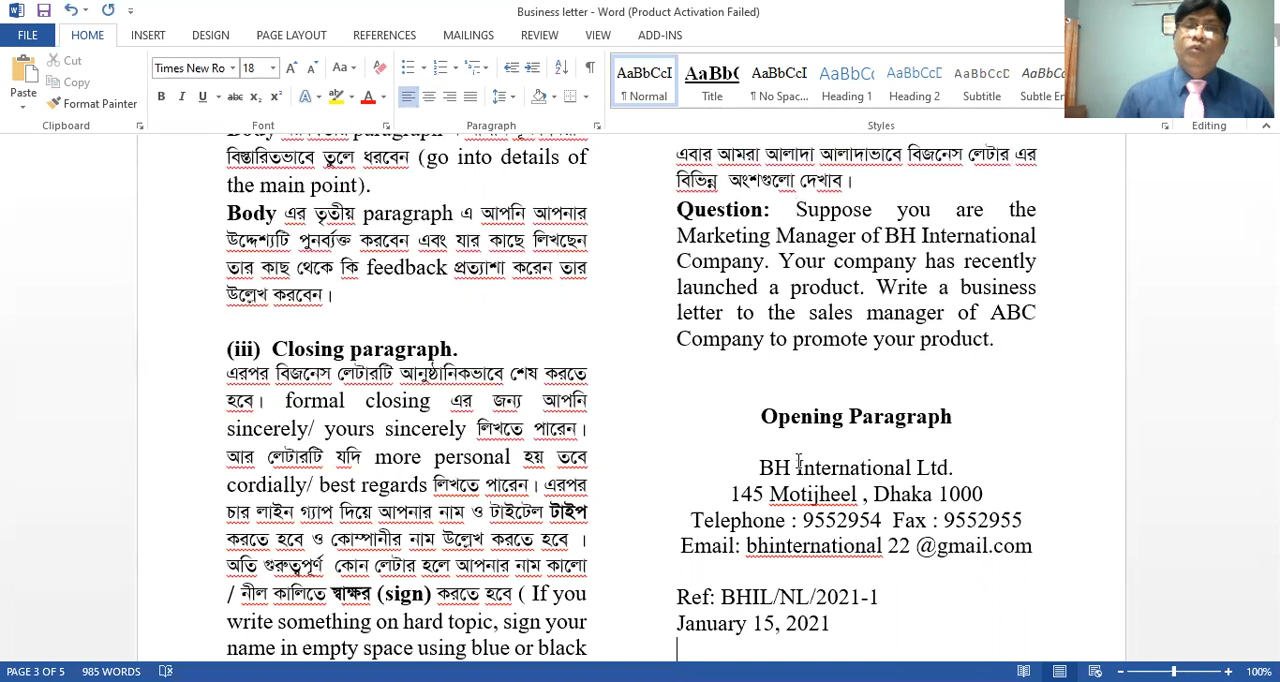 Business letter - Word (Product Activation Failed)
FILE HOME INSERT DESIGN PAGE LAYOUT REFERENCES MAILINGS REVIEW VIEW ADD-INS
Cut
Copy
Paste
Format Painter
Times New Ro 18
AaBbCcI AaBb( AaBbCcI AaBbC AaBbCcD AaBbCcD AaBbCcD
¶ Normal Title ¶ No Spac... Heading 1 Heading 2 Subtitle Subtle En
Clipboard Font Paragraph Styles Editing
বিস্তারিতভাবে তুলে ধরবেন (go into details of
the main point).
Body এর তৃতীয় paragraph এ আপনি আপনার
উদ্দেশ্যটি পুনর্ব্যক্ত করবেন এবং যার কাছে লিখছেন
তার কাছ থেকে কি feedback প্রত্যাশা করেন তার
উল্লেখ করবেন।
(iii) Closing paragraph.
এরপর বিজনেস লেটারটি আনুষ্ঠানিকভাবে শেষ করতে
হবে। formal closing এর জন্য আপনি
sincerely/ yours sincerely লিখতে পারেন।
আর লেটারটি যদি more personal হয় তবে
cordially/ best regards লিখতে পারেন। এরপর
চার লাইন গ্যাপ দিয়ে আপনার নাম ও টাইটেল টাইপ
করতে হবে ও কোম্পানীর নাম উল্লেখ করতে হবে ।
অতি গুরুত্বপূর্ণ কোন লেটার হলে আপনার নাম কালো
/ নীল কালিতে স্বাক্ষর (sign) করতে হবে ( If you
write something on hard topic, sign your
name in empty space using blue or black
এবার আমরা আলাদা আলাদাভাবে বিজনেস লেটার এর
বিভিন্ন অংশগুলো দেখাব।
Question: Suppose you are the
Marketing Manager of BH International
Company. Your company has recently
launched a product. Write a business
letter to the sales manager of ABC
Company to promote your product.
Opening Paragraph
BH International Ltd.
145 Motijheel , Dhaka 1000
Telephone : 9552954 Fax : 9552955
Email: bhinternational 22 @gmail.com
Ref: BHIL/NL/2021-1
January 15, 2021
PAGE 3 OF 5 985 WORDS 100%